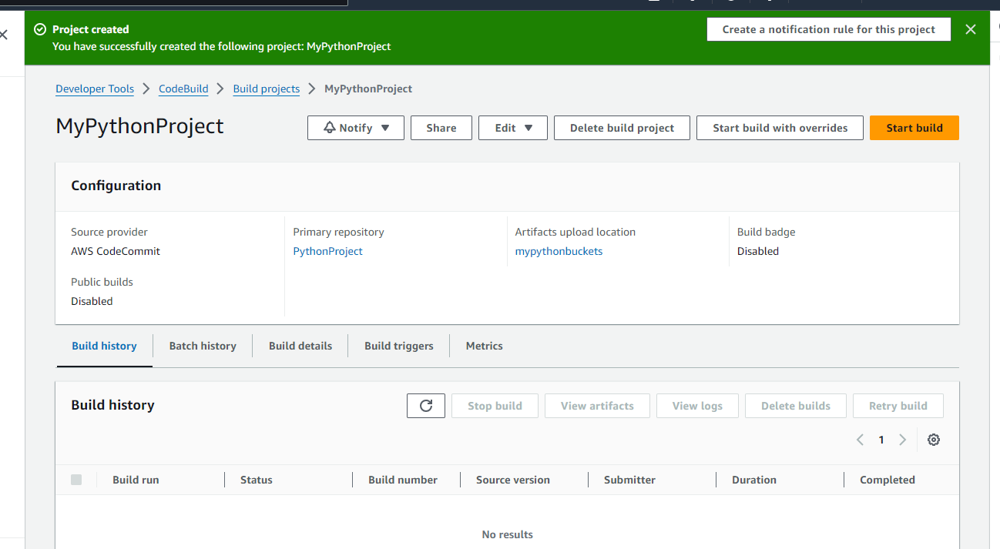 Project created
You have successfully created the following project: MyPythonProject
Create a notification rule for this project
Developer Tools > CodeBuild > Build projects > MyPythonProject
MyPythonProject
Notify
Share
Edit
Delete build project
Start build with overrides
Start build
Configuration
Source provider
AWS CodeCommit
Primary repository
PythonProject
Artifacts upload location
mypythonbuckets
Build badge
Disabled
Public builds
Disabled
Build history
Batch history
Build details
Build triggers
Metrics
Build history
Stop build
View artifacts
View logs
Delete builds
Retry build
1
Build run
Status
Build number
Source version
Submitter
Duration
Completed
No results